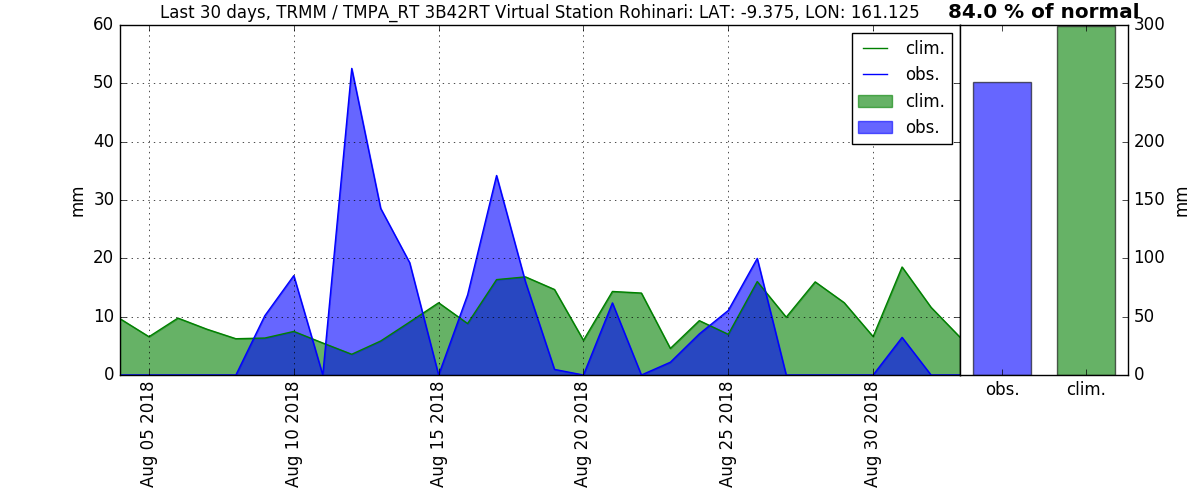 Last 30 days, TRMM / TMPA_RT 3B42RT Virtual Station Rohinari: LAT: -9.375, LON: 161.125
84.0 % of normal
60
50
40
30
20
10
0
mm
clim.
obs.
clim.
obs.
300
250
200
150
100
50
0
mm
obs.
clim.
Aug 05 2018
Aug 10 2018
Aug 15 2018
Aug 20 2018
Aug 25 2018
Aug 30 2018